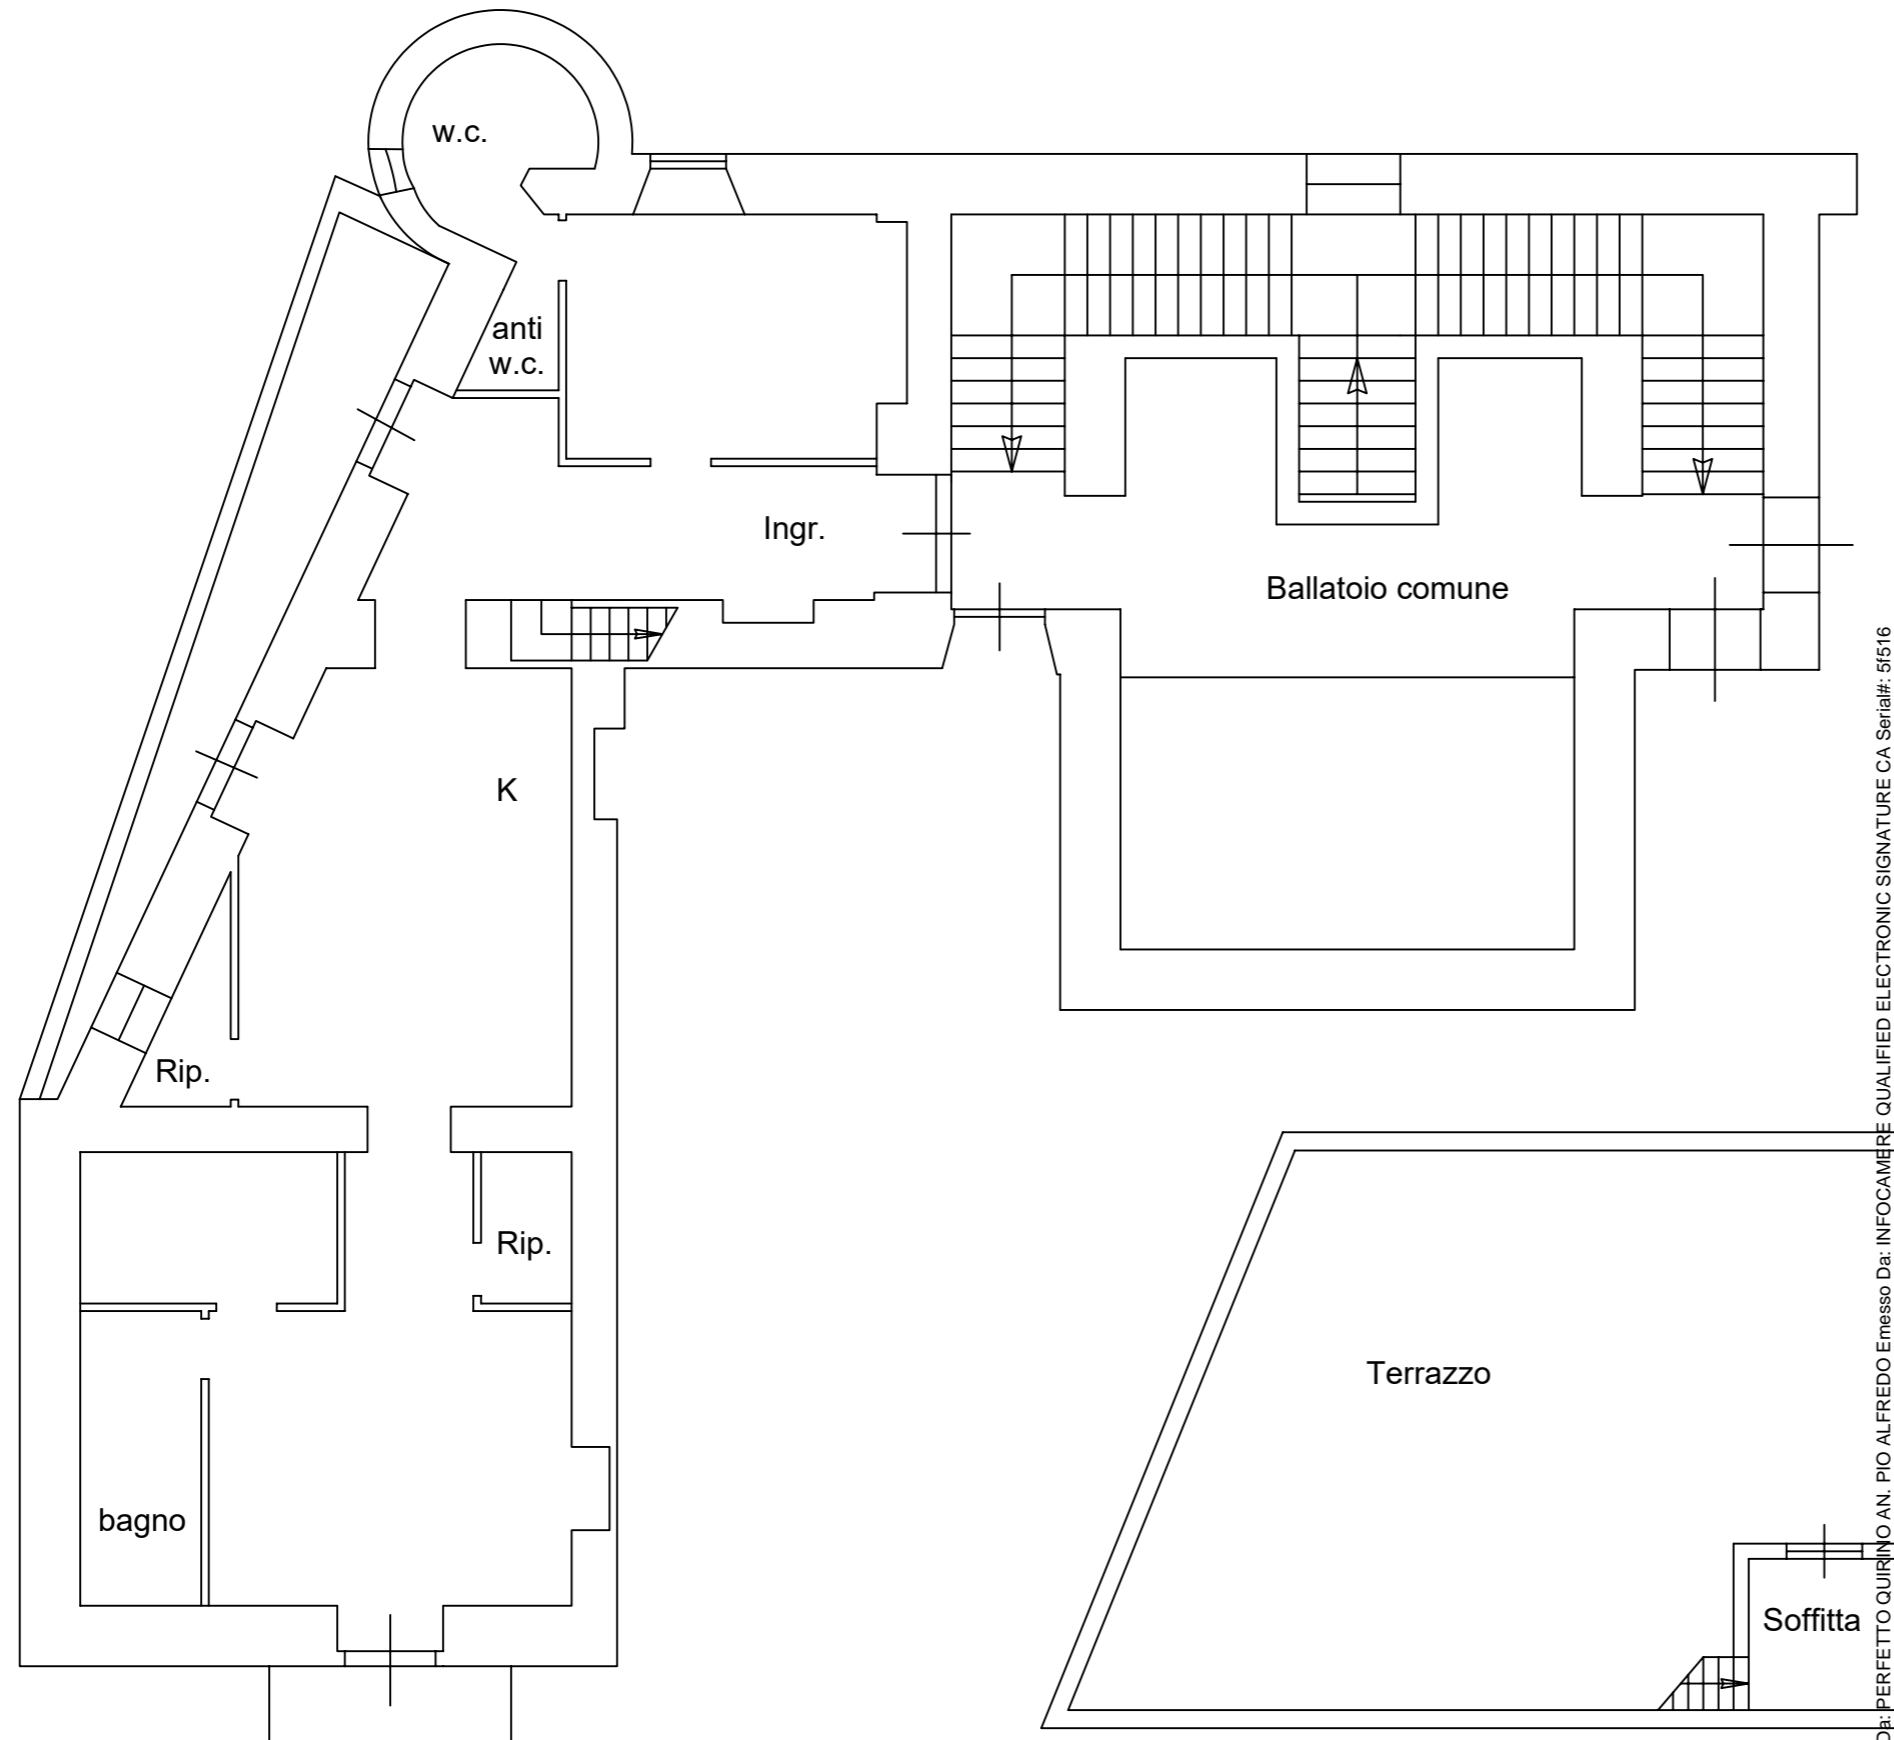 w.c.
anti
w.c.
Ingr.
Ballatoio comune
K
Rip.
Rip.
Terrazzo
bagno
Soffitta
Da: PERFETTO QUIRINO AN. PIO ALFREDO Emesso Da: INFOCAMERE QUALIFIED ELECTRONIC SIGNATURE CA Serial#: 5f516